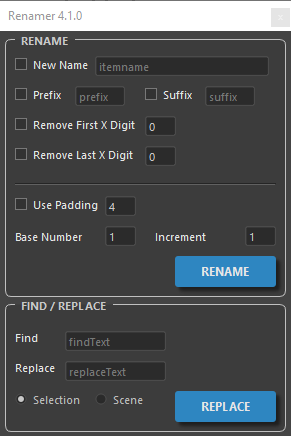 Renamer 4.1.0
RENAME
New Name itemname
Prefix prefix Suffix suffix
Remove First X Digit 0
Remove Last X Digit 0
Use Padding 4
Base Number 1 Increment 1
RENAME
FIND / REPLACE
Find findText
Replace replaceText
Selection Scene REPLACE